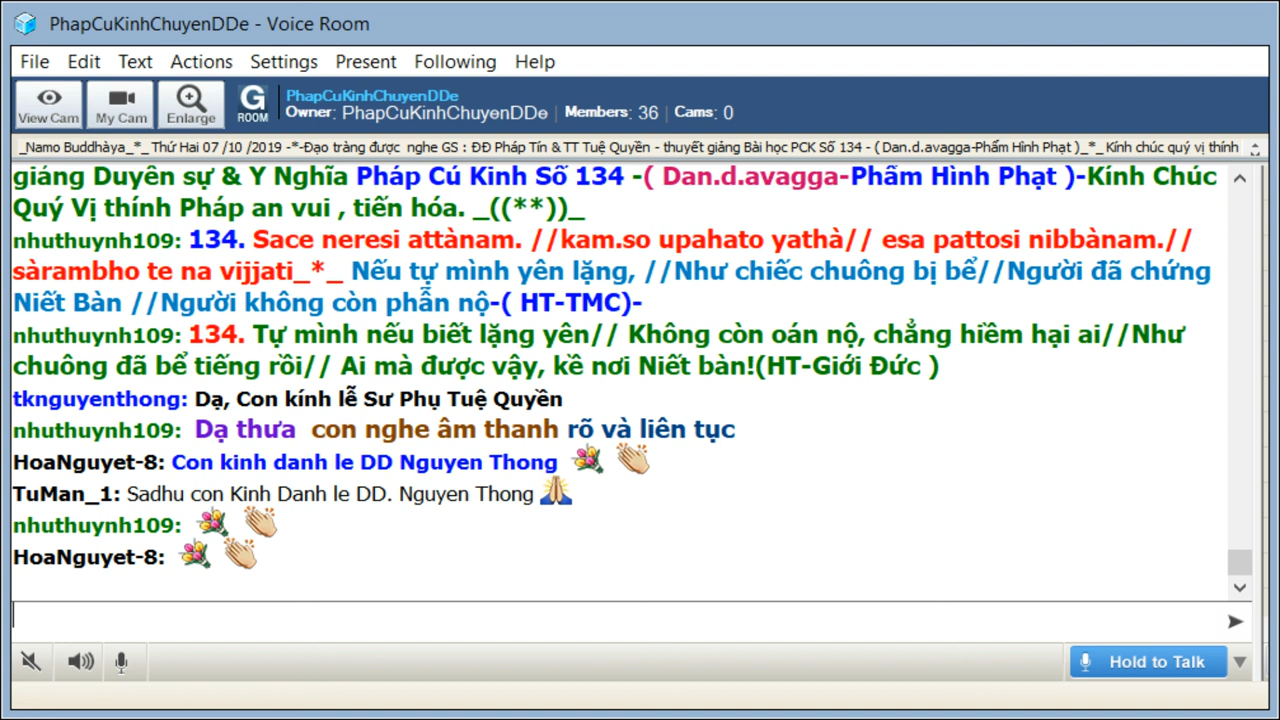 PhapCuKinhChuyenDDe - Voice Room
File Edit Text Actions Settings Present Following Help
View Cam My Cam Enlarge G ROOM
PhapCuKinhChuyenDDe
Owner: PhapCuKinhChuyenDDe | Members: 36 | Cams: 0
_Namo Buddhàya_*_ Thứ Hai 07 /10 /2019 -*-Đạo tràng được nghe GS : ĐĐ Pháp Tín & TT Tuệ Quyền - thuyết giảng Bài học PCK Số 134 - ( Dan.d.avagga-Phẩm Hình Phạt )_*_ Kính chúc quý vị thính
giảng Duyên sự & Y Nghĩa Pháp Cú Kinh Số 134 -( Dan.d.avagga-Phẩm Hình Phạt )-Kính Chúc
Quý Vị thính Pháp an vui , tiến hóa. _((**))_
nhuthuynh109: 134. Sace neresi attànam. //kam.so upahato yathà// esa pattosi nibbànam.//
sàrambho te na vijjati_*_ Nếu tự mình yên lặng, //Như chiếc chuông bị bể//Người đã chứng
Niết Bàn //Người không còn phẫn nộ-( HT-TMC)-
nhuthuynh109: 134. Tự mình nếu biết lặng yên// Không còn oán nộ, chẳng hiềm hại ai//Như
chuông đã bể tiếng rồi// Ai mà được vậy, kề nơi Niết bàn!(HT-Giới Đức )
tknguyenthong: Dạ, Con kính lễ Sư Phụ Tuệ Quyền
nhuthuynh109: Dạ thưa con nghe âm thanh rõ và liên tục
HoaNguyet-8: Con kinh danh le DD Nguyen Thong
TuMan_1: Sadhu con Kinh Danh le DD. Nguyen Thong
nhuthuynh109:
HoaNguyet-8:
Hold to Talk